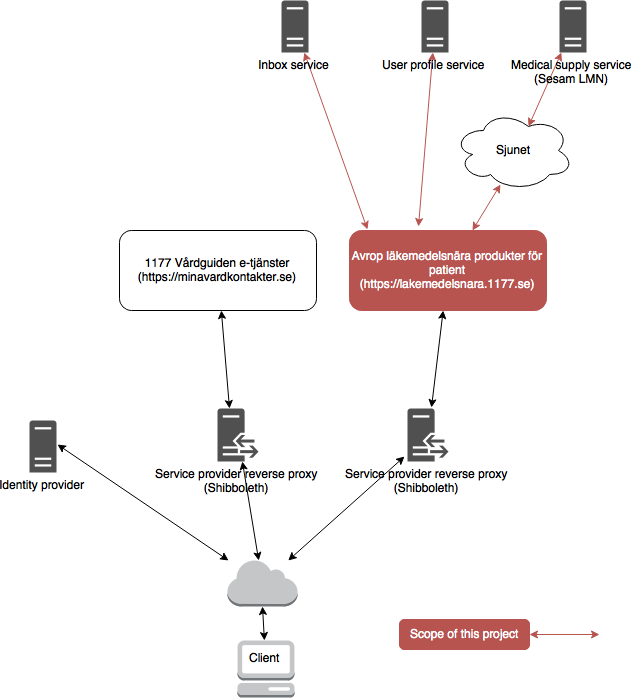 Inbox service
User profile service
Medical supply service
(Sesam LMN)
Sjunet
1177 Vårdguiden e-tjänster
(https://minavardkontakter.se)
Avrop läkemedelsnära produkter för
patient
(https://lakemedelsnara.1177.se)
Identity provider
Service provider reverse proxy
(Shibboleth)
Service provider reverse proxy
(Shibboleth)
Client
Scope of this project